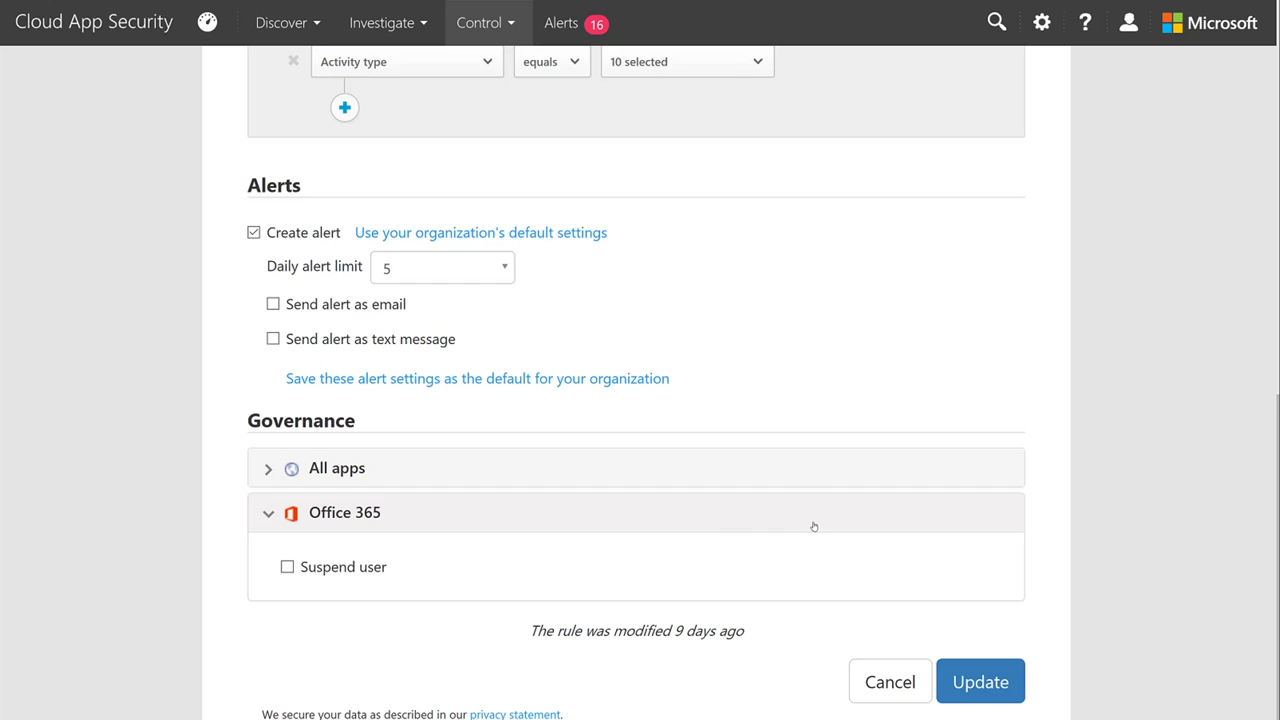 Cloud App Security Discover Investigate Control Alerts 16 ? Microsoft
Activity type equals 10 selected
Alerts
Create alert Use your organization's default settings
Daily alert limit 5
Send alert as email
Send alert as text message
Save these alert settings as the default for your organization
Governance
All apps
Office 365
Suspend user
The rule was modified 9 days ago
Cancel Update
We secure your data as described in our privacy statement.